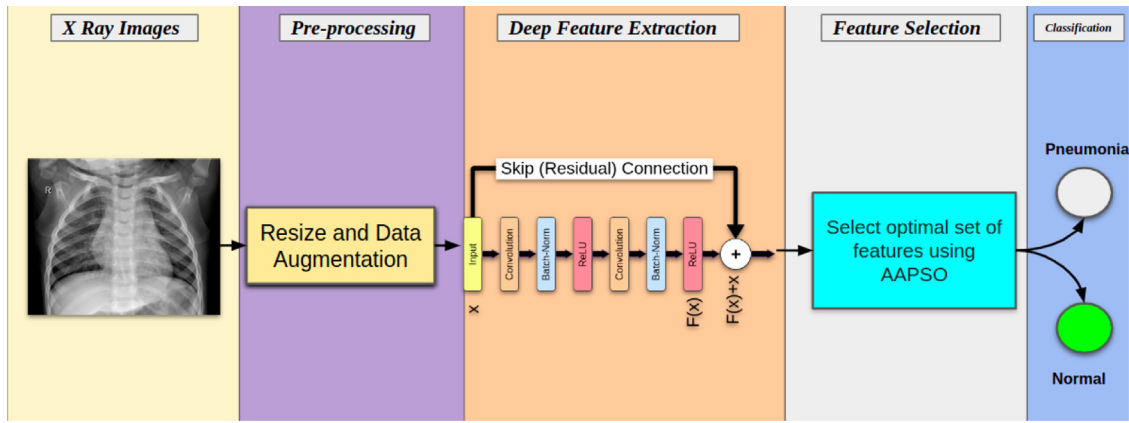 X Ray Images
Pre-processing
Deep Feature Extraction
Feature Selection
Classification
R
Resize and Data
Augmentation
Skip (Residual) Connection
Input
Convolution
Batch-Norm
ReLU
Convolution
Batch-Norm
ReLU
+
x
F(x)
F(x)+x
Select optimal set of
features using
AAPSO
Pneumonia
Normal